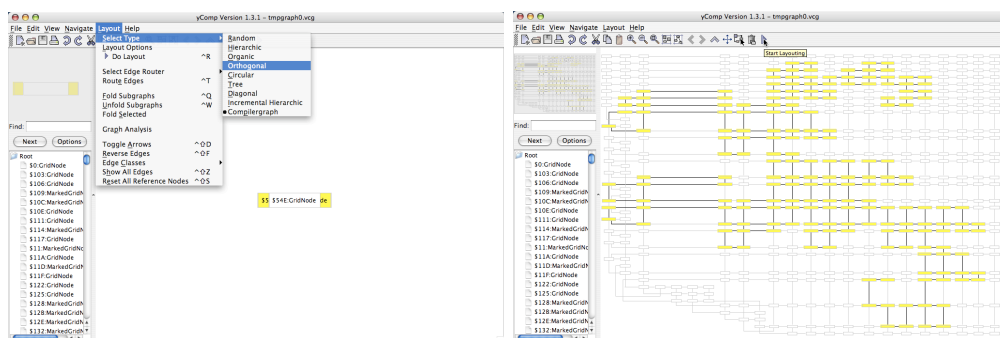 yComp Version 1.3.1 – tmpgraph0.vcg
File Edit View Navigate Layout Help
Select Type
Layout Options
Do Layout ^R
Select Edge Router
Route Edges ^T
Fold Subgraphs ^Q
Unfold Subgraphs ^W
Fold Selected
Graph Analysis
Toggle Arrows ^⇧D
Reverse Edges ^⇧F
Edge Classes
Show All Edges ^⇧Z
Reset All Reference Nodes ^⇧S
Random
Hierarchic
Organic
Orthogonal
Circular
Tree
Diagonal
Incremental Hierarchic
Compilergraph
Find:
Next Options
Root
$0:GridNode
$103:GridNode
$106:GridNode
$109:MarkedGridN
$10C:MarkedGridN
$10E:GridNode
$111:GridNode
$114:MarkedGridN
$117:GridNode
$11:MarkedGridNo
$11A:GridNode
$11D:MarkedGridN
$11F:GridNode
$122:GridNode
$125:GridNode
$128:MarkedGridN
$12B:MarkedGridN
$12E:MarkedGridN
$132:MarkedGridN
$5 $54E:GridNode de
yComp Version 1.3.1 – tmpgraph0.vcg
File Edit View Navigate Layout Help
Start Layouting
Find:
Next Options
Root
$0:GridNode
$103:GridNode
$106:GridNode
$109:MarkedGridN
$10C:MarkedGridN
$10E:GridNode
$111:GridNode
$114:MarkedGridN
$117:GridNode
$11:MarkedGridNo
$11A:GridNode
$11D:MarkedGridN
$11F:GridNode
$122:GridNode
$125:GridNode
$128:MarkedGridN
$12B:MarkedGridN
$12E:MarkedGridN
$132:MarkedGridN